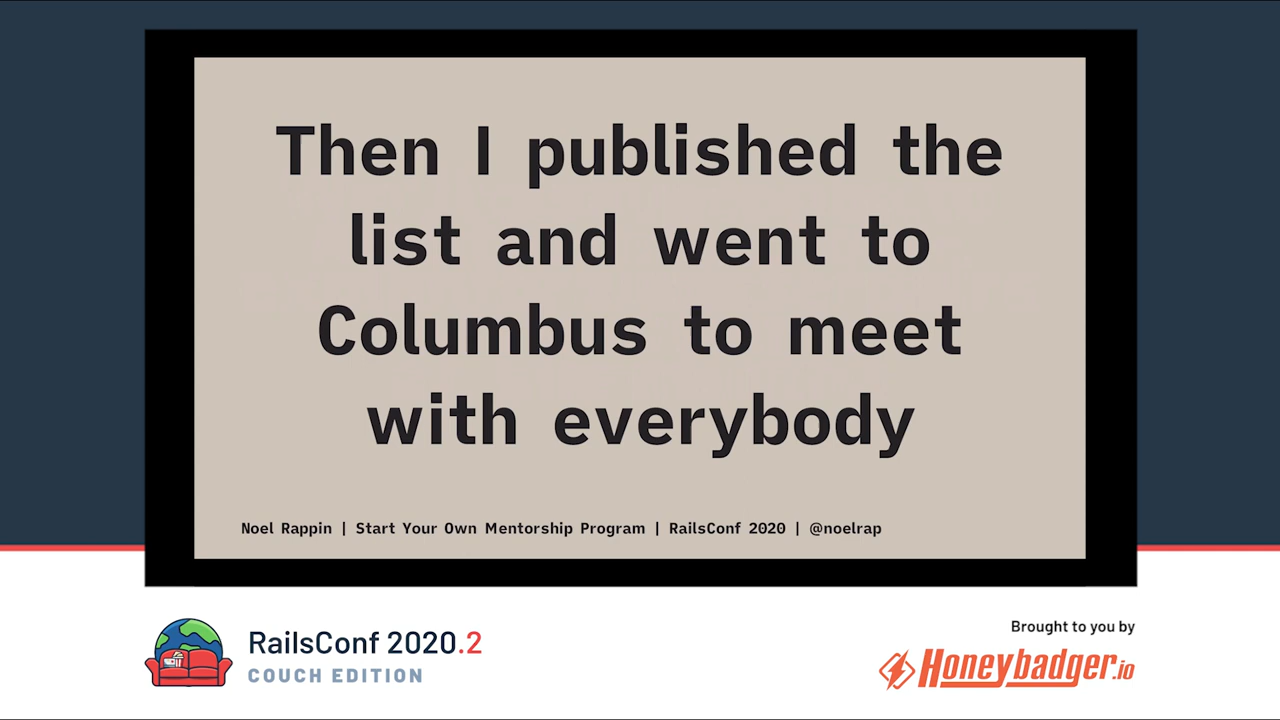 Then I published the
list and went to
Columbus to meet
with everybody
Noel Rappin | Start Your Own Mentorship Program | RailsConf 2020 | @noelrap
RailsConf 2020.2
COUCH EDITION
Brought to you by
Honeybadger.io